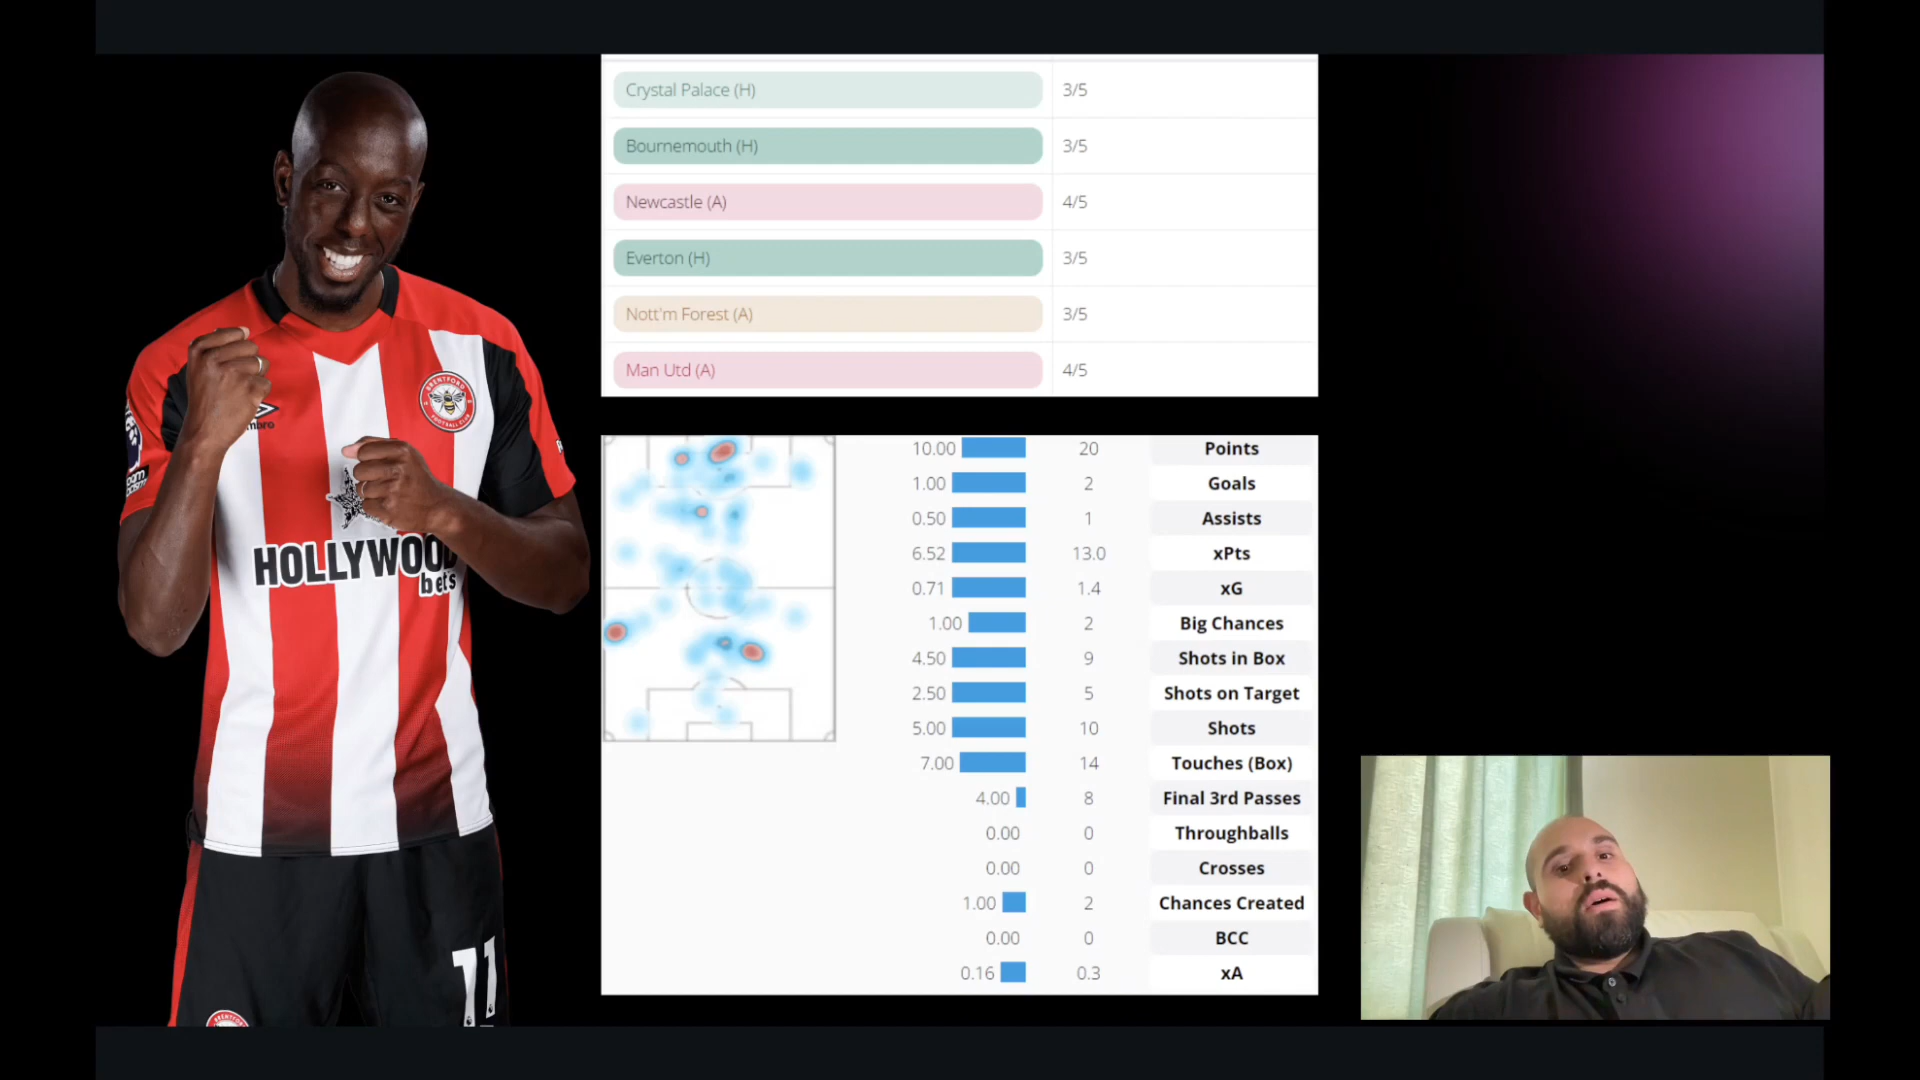 Crystal Palace (H) 3/5
Bournemouth (H) 3/5
Newcastle (A) 4/5
Everton (H) 3/5
Nott'm Forest (A) 3/5
Man Utd (A) 4/5
10.00 20 Points
1.00 2 Goals
0.50 1 Assists
6.52 13.0 xPts
0.71 1.4 xG
1.00 2 Big Chances
4.50 9 Shots in Box
2.50 5 Shots on Target
5.00 10 Shots
7.00 14 Touches (Box)
4.00 8 Final 3rd Passes
0.00 0 Throughballs
0.00 0 Crosses
1.00 2 Chances Created
0.00 0 BCC
0.16 0.3 xA
BRENTFORD
FOOTBALL CLUB
HOLLYWOOD
bets
11